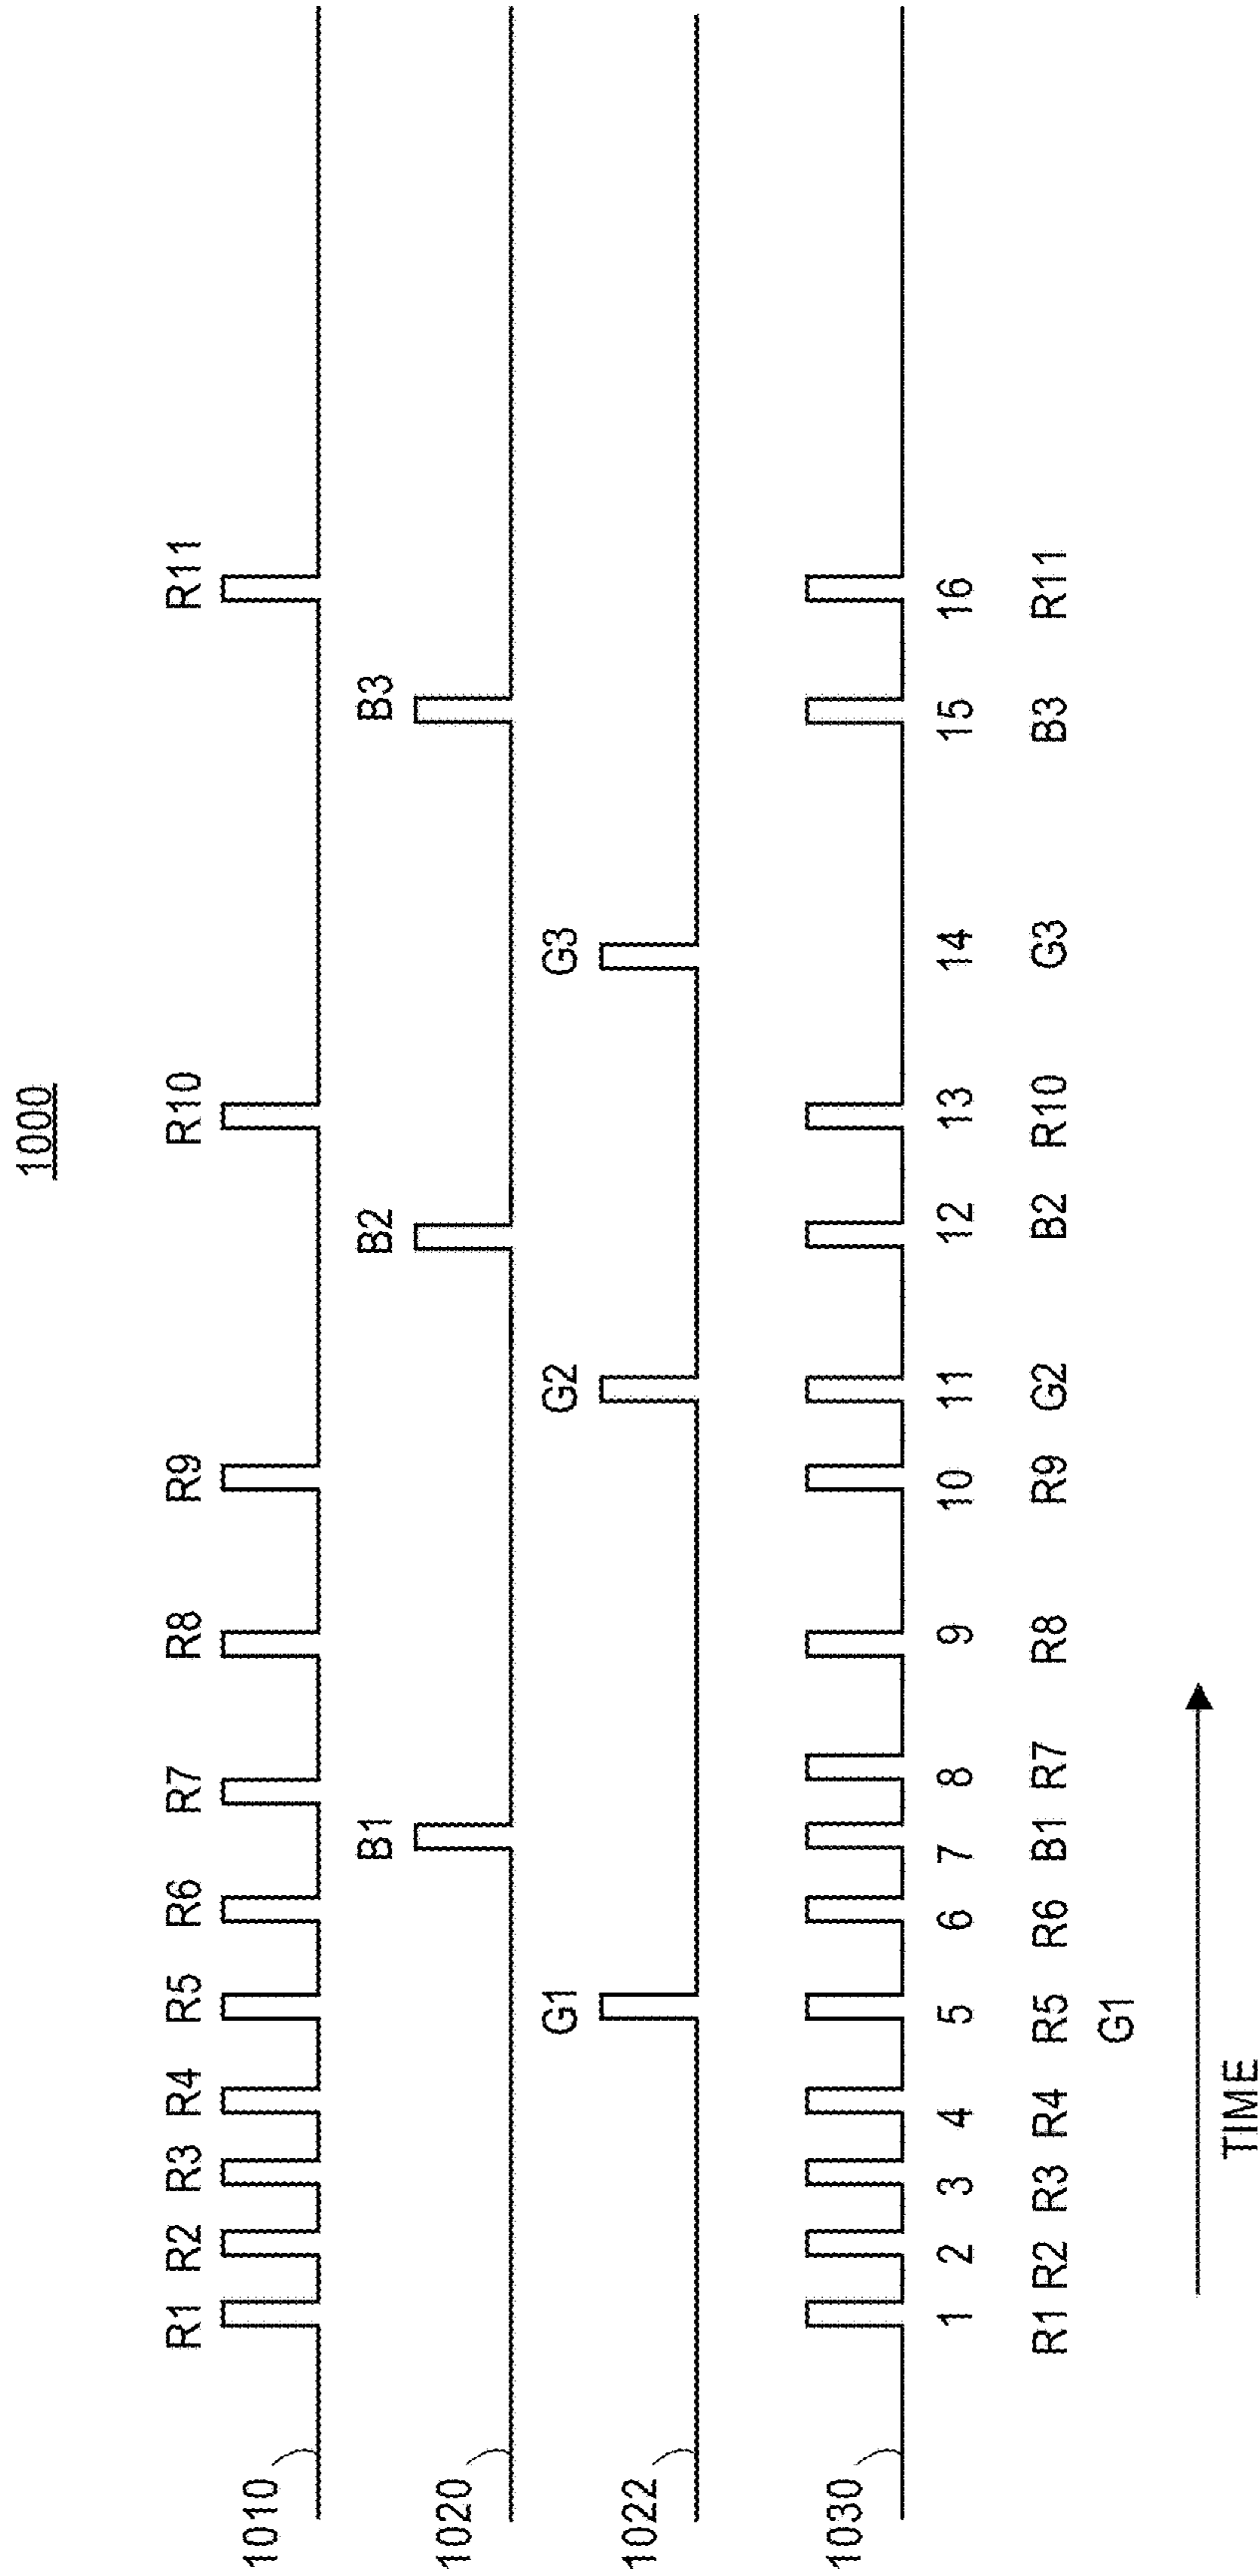 1000
1010
R1 R2 R3 R4 R5 R6 R7 R8 R9 R10 R11
1020
B1 B2 B3
1022
G1 G2 G3
1030
1 2 3 4 5 6 7 8 9 10 11 12 13 14 15 16
R1 R2 R3 R4 R5 R6 B1 R7 R8 R9 G2 B2 R10 G3 B3 R11
G1
TIME